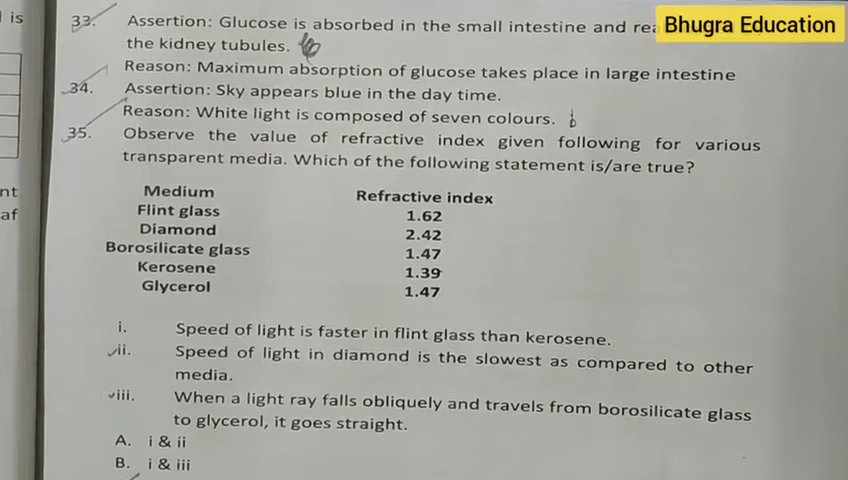 is
Bhugra Education
33. Assertion: Glucose is absorbed in the small intestine and
the kidney tubules.
Reason: Maximum absorption of glucose takes place in large intestine
34. Assertion: Sky appears blue in the day time.
Reason: White light is composed of seven colours. b
35. Observe the value of refractive index given following for various
transparent media. Which of the following statement is/are true?
Medium Refractive index
Flint glass 1.62
Diamond 2.42
Borosilicate glass 1.47
Kerosene 1.39
Glycerol 1.47
nt
af
i. Speed of light is faster in flint glass than kerosene.
ii. Speed of light in diamond is the slowest as compared to other
media.
iii. When a light ray falls obliquely and travels from borosilicate glass
to glycerol, it goes straight.
A. i & ii
B. i & iii